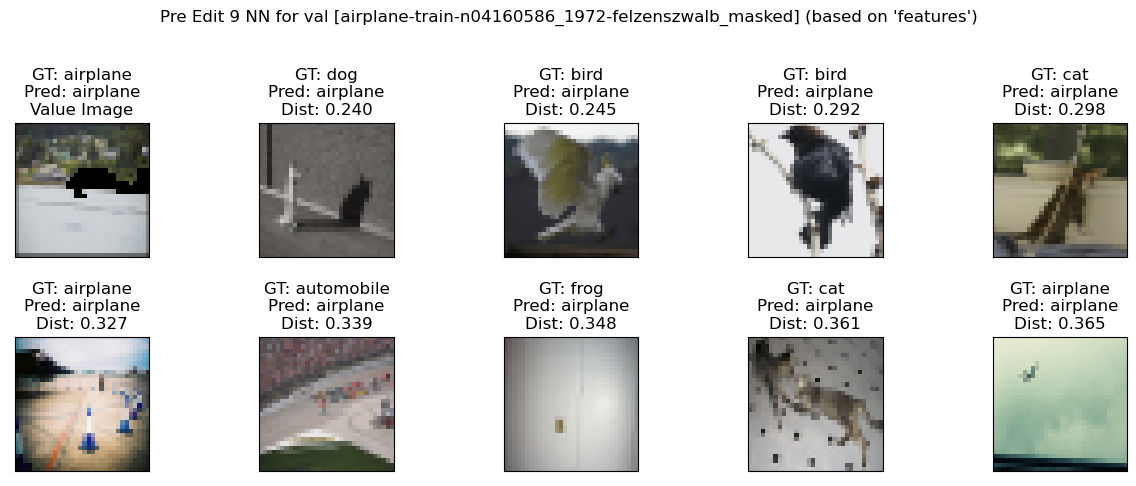 Pre Edit 9 NN for val [airplane-train-n04160586_1972-felzenszwalb_masked] (based on 'features')
GT: airplane
Pred: airplane
Value Image
GT: dog
Pred: airplane
Dist: 0.240
GT: bird
Pred: airplane
Dist: 0.245
GT: bird
Pred: airplane
Dist: 0.292
GT: cat
Pred: airplane
Dist: 0.298
GT: airplane
Pred: airplane
Dist: 0.327
GT: automobile
Pred: airplane
Dist: 0.339
GT: frog
Pred: airplane
Dist: 0.348
GT: cat
Pred: airplane
Dist: 0.361
GT: airplane
Pred: airplane
Dist: 0.365